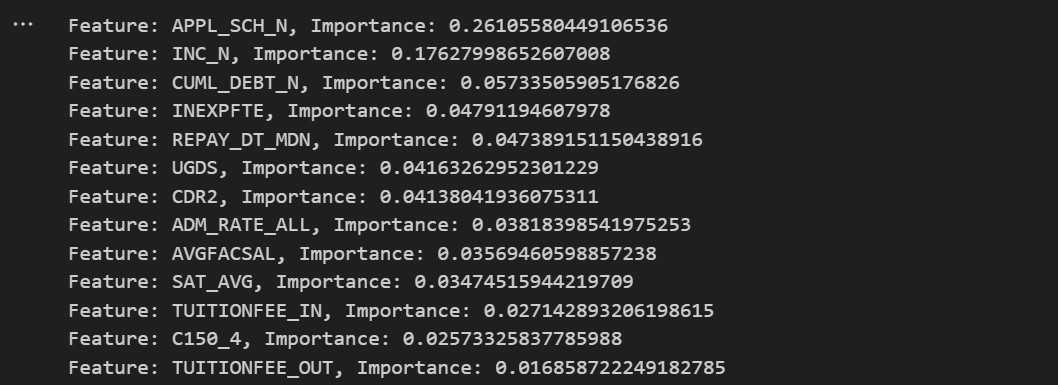 ... Feature: APPL_SCH_N, Importance: 0.26105580449106536
Feature: INC_N, Importance: 0.17627998652607008
Feature: CUML_DEBT_N, Importance: 0.05733505905176826
Feature: INEXPFTE, Importance: 0.04791194607978
Feature: REPAY_DT_MDN, Importance: 0.047389151150438916
Feature: UGDS, Importance: 0.04163262952301229
Feature: CDR2, Importance: 0.04138041936075311
Feature: ADM_RATE_ALL, Importance: 0.03818398541975253
Feature: AVGFACSAL, Importance: 0.03569460598857238
Feature: SAT_AVG, Importance: 0.03474515944219709
Feature: TUITIONFEE_IN, Importance: 0.027142893206198615
Feature: C150_4, Importance: 0.02573325837785988
Feature: TUITIONFEE_OUT, Importance: 0.016858722249182785